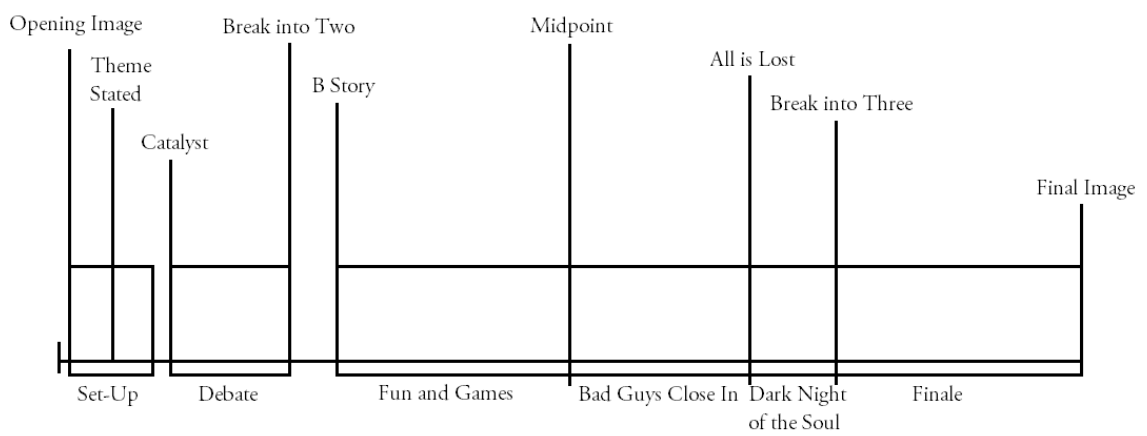 Opening Image
Break into Two
Midpoint
Theme
Stated
All is Lost
B Story
Break into Three
Catalyst
Final Image
Set-Up
Debate
Fun and Games
Bad Guys Close In
Dark Night
of the Soul
Finale